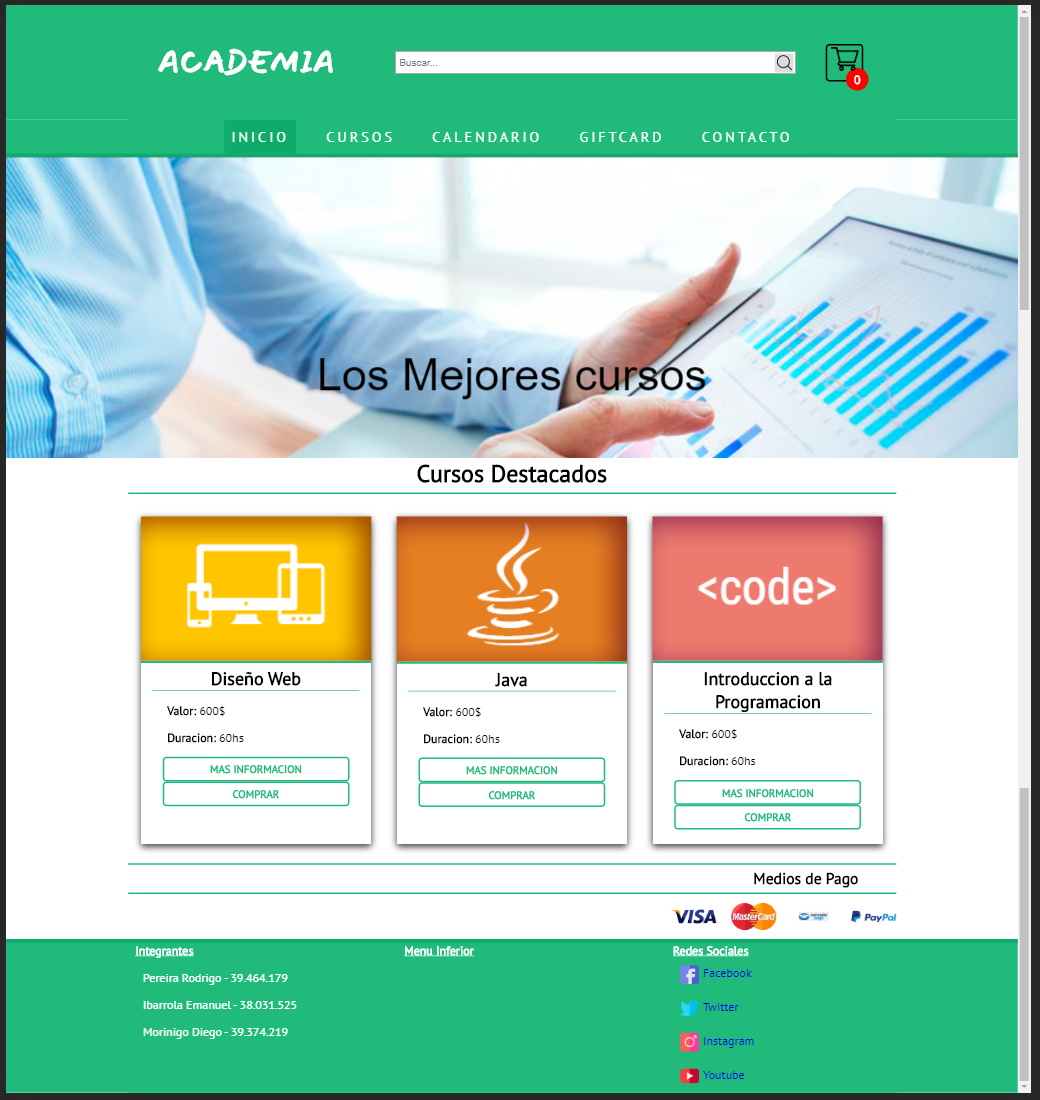 ACADEMIA
Buscar...
0
INICIO CURSOS CALENDARIO GIFTCARD CONTACTO
Los Mejores cursos
Cursos Destacados
<code>
Diseño Web
Valor: 600$
Duracion: 60hs
MAS INFORMACION
COMPRAR
Java
Valor: 600$
Duracion: 60hs
MAS INFORMACION
COMPRAR
Introduccion a la
Programacion
Valor: 600$
Duracion: 60hs
MAS INFORMACION
COMPRAR
Medios de Pago
VISA MasterCard mercado pago PayPal
Integrantes
Pereira Rodrigo - 39.464.179
Ibarrola Emanuel - 38.031.525
Morinigo Diego - 39.374.219
Menu Inferior
Redes Sociales
Facebook
Twitter
Instagram
Youtube